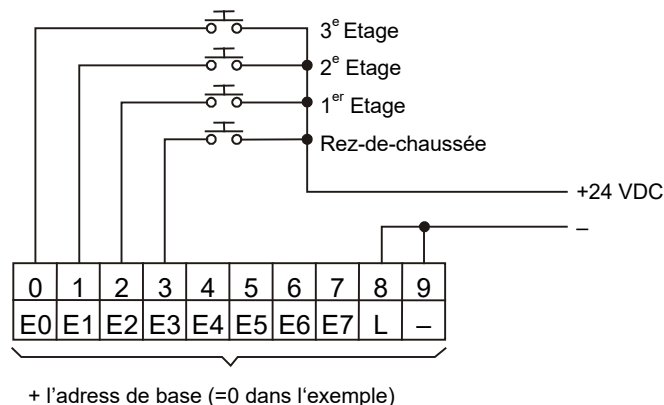 3e Etage
2e Etage
1er Etage
Rez-de-chaussée
+24 VDC
–
0 1 2 3 4 5 6 7 8 9
E0 E1 E2 E3 E4 E5 E6 E7 L –
+ l'adress de base (=0 dans l‘exemple)